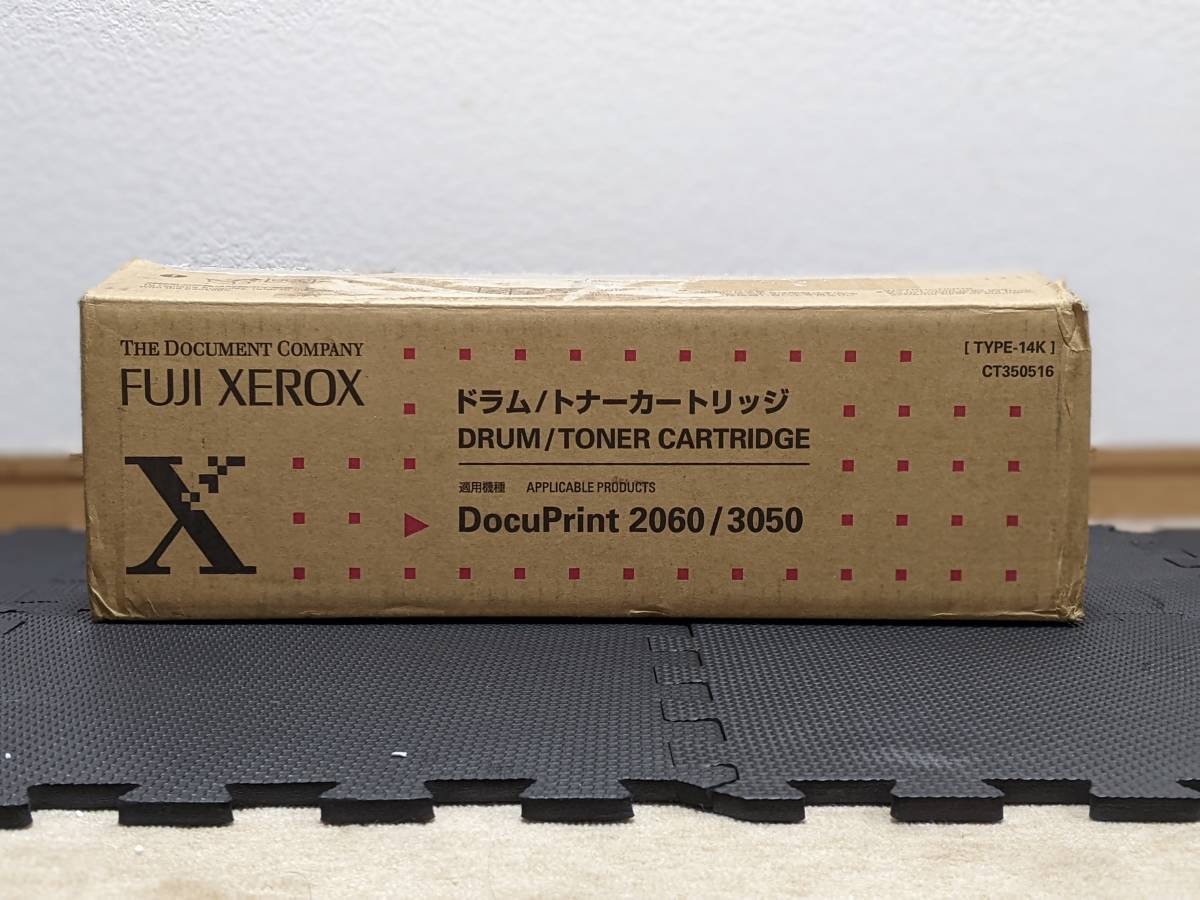 THE DOCUMENT COMPANY
FUJI XEROX
[ TYPE-14K ]
CT350516
ドラム/トナーカートリッジ
DRUM/TONER CARTRIDGE
適用機種 APPLICABLE PRODUCTS
DocuPrint 2060/3050